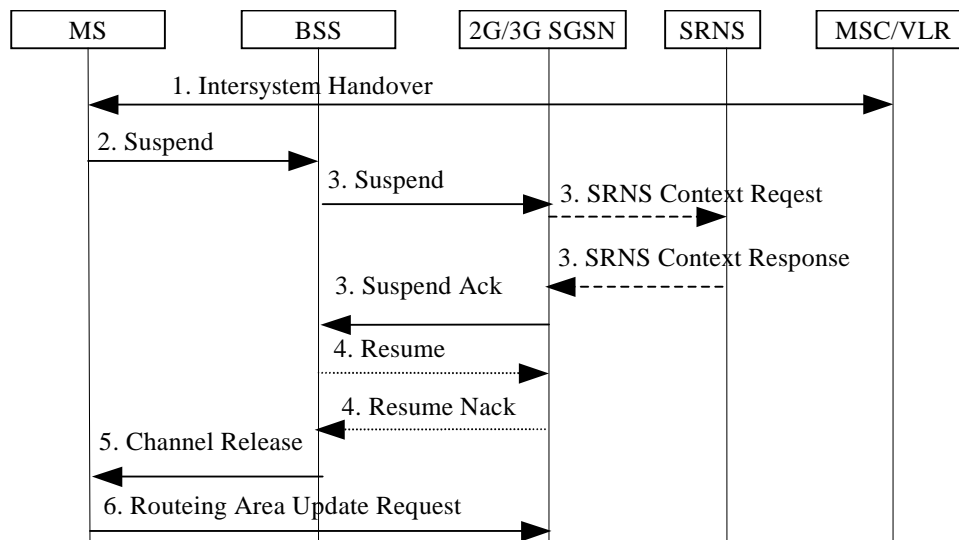 MS
BSS
2G/3G SGSN
SRNS
MSC/VLR
1. Intersystem Handover
2. Suspend
3. Suspend
3. SRNS Context Reqest
3. SRNS Context Response
3. Suspend Ack
4. Resume
4. Resume Nack
5. Channel Release
6. Routeing Area Update Request